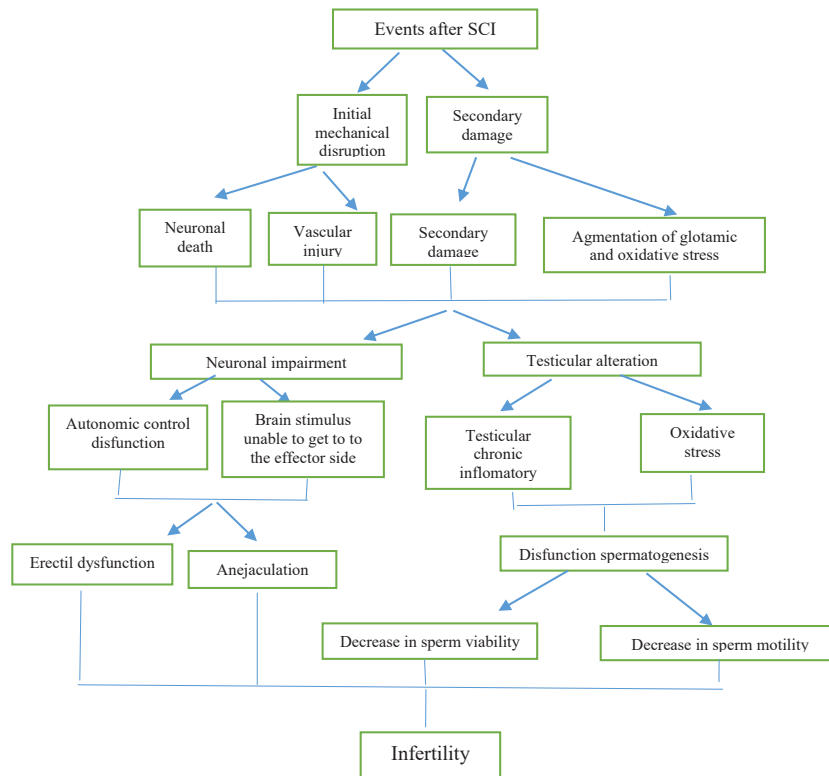 Events after SCI
Initial
mechanical
disruption
Secondary
damage
Neuronal
death
Vascular
injury
Secondary
damage
Agmentation of glotamic
and oxidative stress
Neuronal impairment
Testicular alteration
Autonomic control
disfunction
Brain stimulus
unable to get to to
the effector side
Testicular
chronic
inflomatory
Oxidative
stress
Erectil dysfunction
Anejaculation
Disfunction spermatogenesis
Decrease in sperm viability
Decrease in sperm motility
Infertility